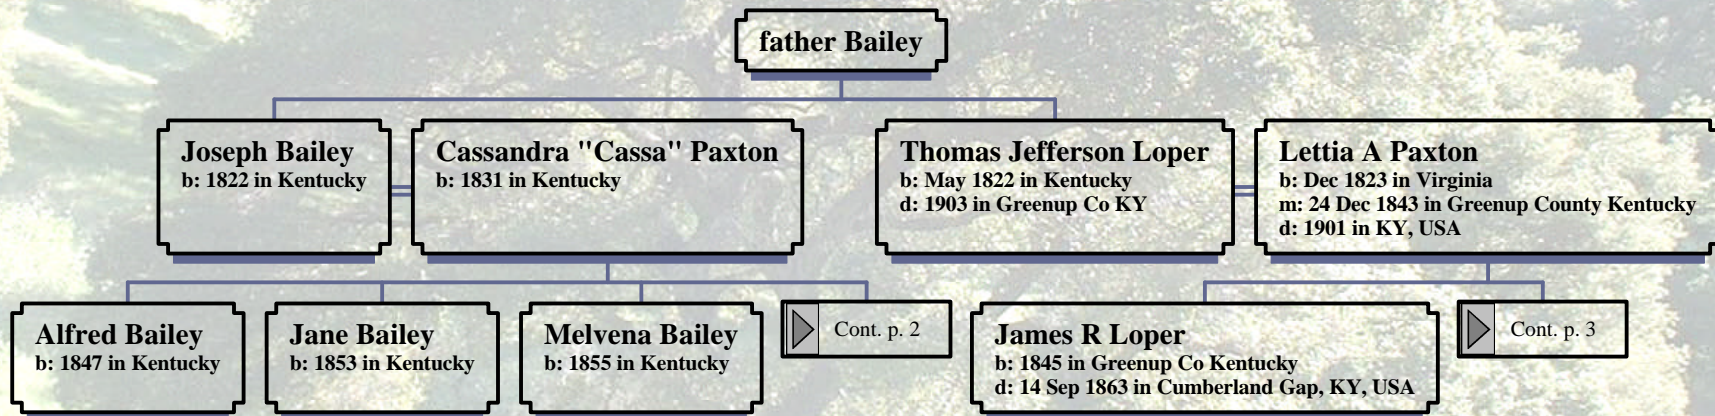 father Bailey
Joseph Bailey
b: 1822 in Kentucky
Cassandra "Cassa" Paxton
b: 1831 in Kentucky
Thomas Jefferson Loper
b: May 1822 in Kentucky
d: 1903 in Greenup Co KY
Lettia A Paxton
b: Dec 1823 in Virginia
m: 24 Dec 1843 in Greenup County Kentucky
d: 1901 in KY, USA
Alfred Bailey
b: 1847 in Kentucky
Jane Bailey
b: 1853 in Kentucky
Melvena Bailey
b: 1855 in Kentucky
Cont. p. 2
James R Loper
b: 1845 in Greenup Co Kentucky
d: 14 Sep 1863 in Cumberland Gap, KY, USA
Cont. p. 3